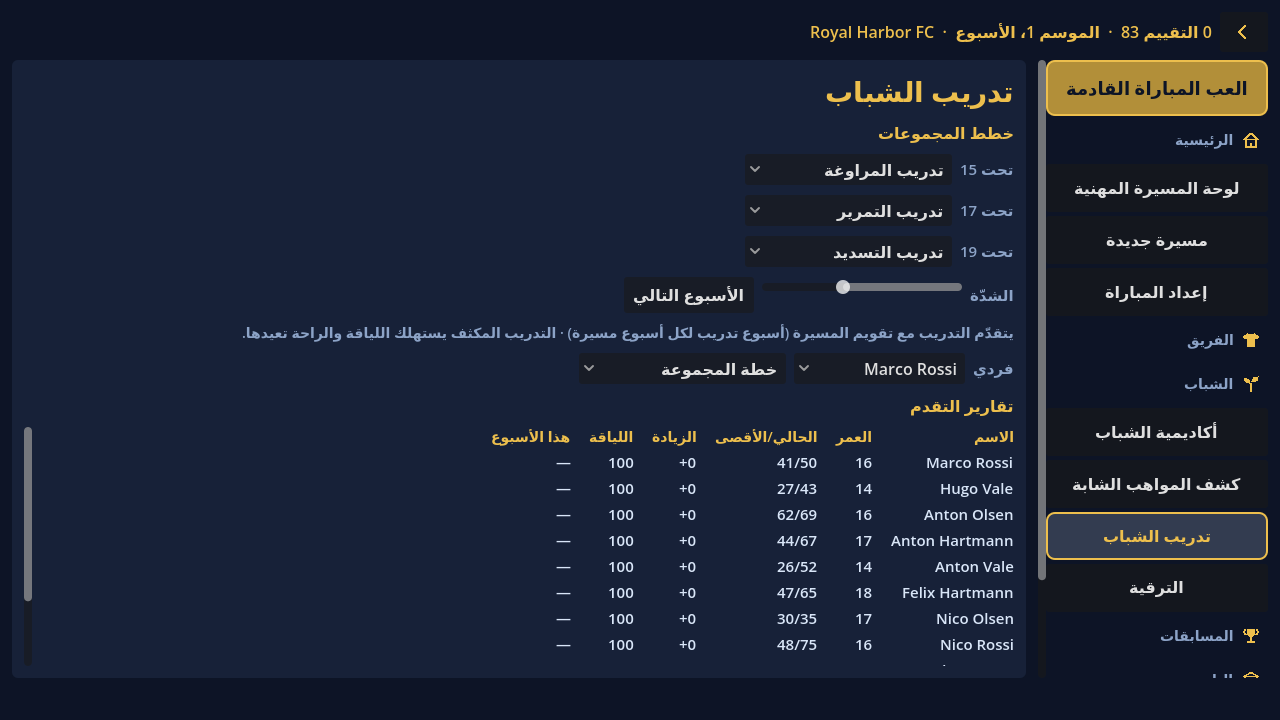 Royal Harbor FC · الموسم 1، الأسبوع 0 التقييم 83
العب المباراة القادمة
الرئيسية
لوحة المسيرة المهنية
مسيرة جديدة
إعداد المباراة
الفريق
الشباب
أكاديمية الشباب
كشف المواهب الشابة
تدريب الشباب
الترقية
المسابقات
تدريب الشباب
خطط المجموعات
تحت 15 تدريب المراوغة
تحت 17 تدريب التمرير
تحت 19 تدريب التسديد
الشدّة الأسبوع التالي
يتقدّم التدريب مع تقويم المسيرة (أسبوع تدريب لكل أسبوع مسيرة) · التدريب المكثف يستهلك اللياقة والراحة تعيدها.
فردي Marco Rossi خطة المجموعة
تقارير التقدم
الاسم العمر الحالي/الأقصى الزيادة اللياقة هذا الأسبوع
Marco Rossi 16 41/50 +0 100 —
Hugo Vale 14 27/43 +0 100 —
Anton Olsen 16 62/69 +0 100 —
Anton Hartmann 17 44/67 +0 100 —
Anton Vale 14 26/52 +0 100 —
Felix Hartmann 18 47/65 +0 100 —
Nico Olsen 17 30/35 +0 100 —
Nico Rossi 16 48/75 +0 100 —